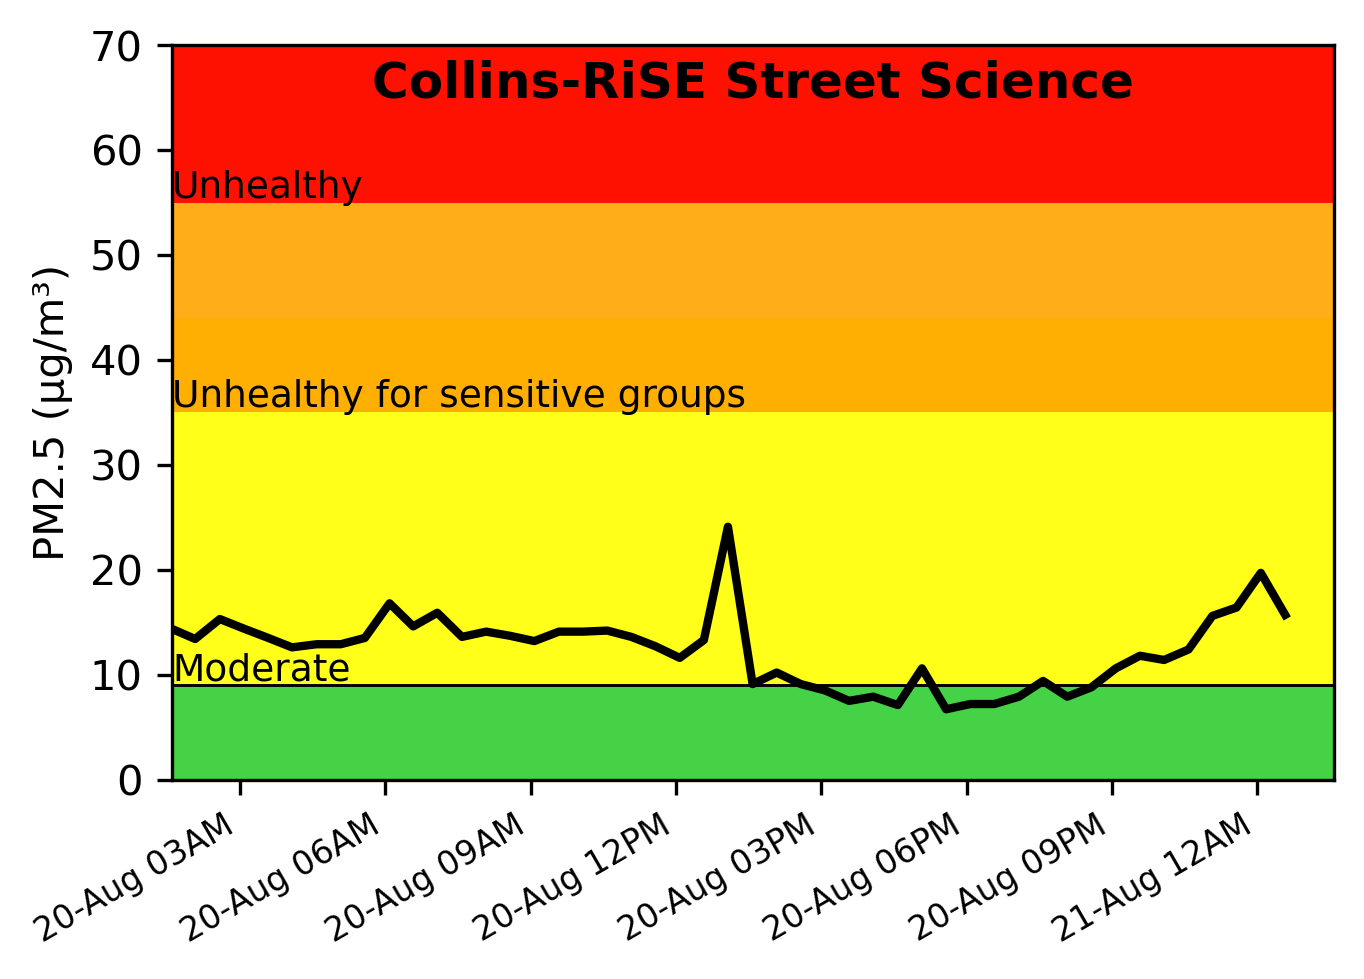 Collins-RiSE Street Science
70
60
50
40
30
20
10
0
PM2.5 (µg/m³)
Unhealthy
Unhealthy for sensitive groups
Moderate
20-Aug 03AM
20-Aug 06AM
20-Aug 09AM
20-Aug 12PM
20-Aug 03PM
20-Aug 06PM
20-Aug 09PM
21-Aug 12AM